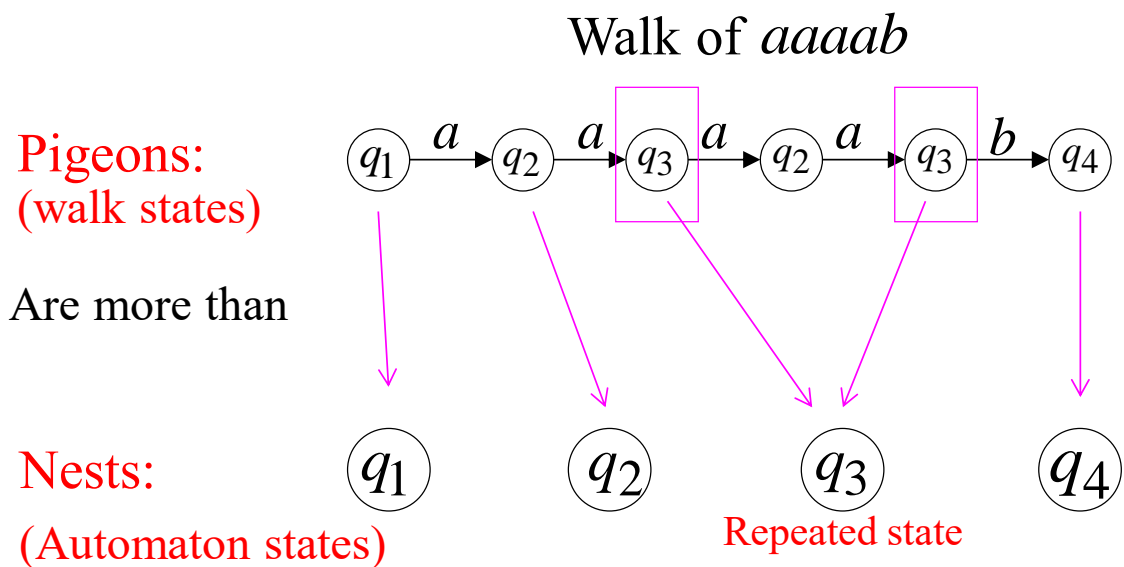 Walk of aaaab
a a a a b
Pigeons: q1 q2 q3 q2 q3 q4
(walk states)
Are more than
Nests: q1 q2 q3 q4
(Automaton states) Repeated state